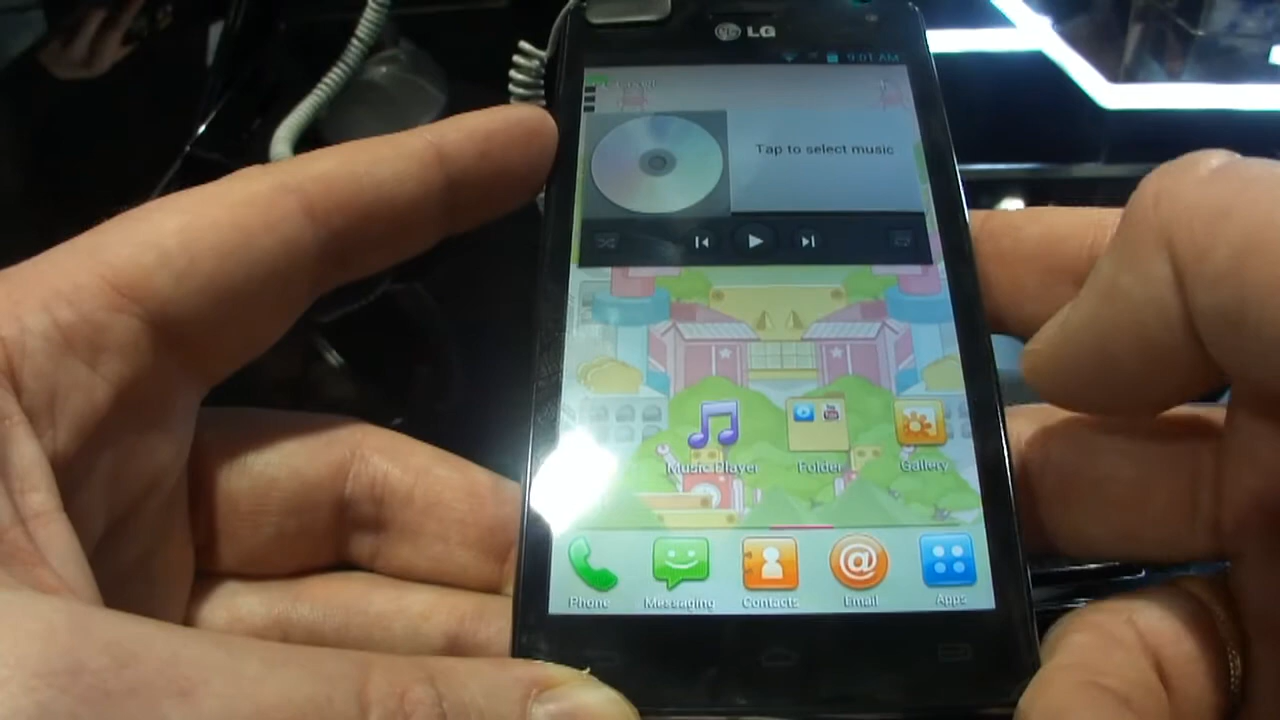 LG
9:01 AM
Tap to select music
Music Player
Folder
Gallery
Phone
Messaging
Contacts
Email
Apps